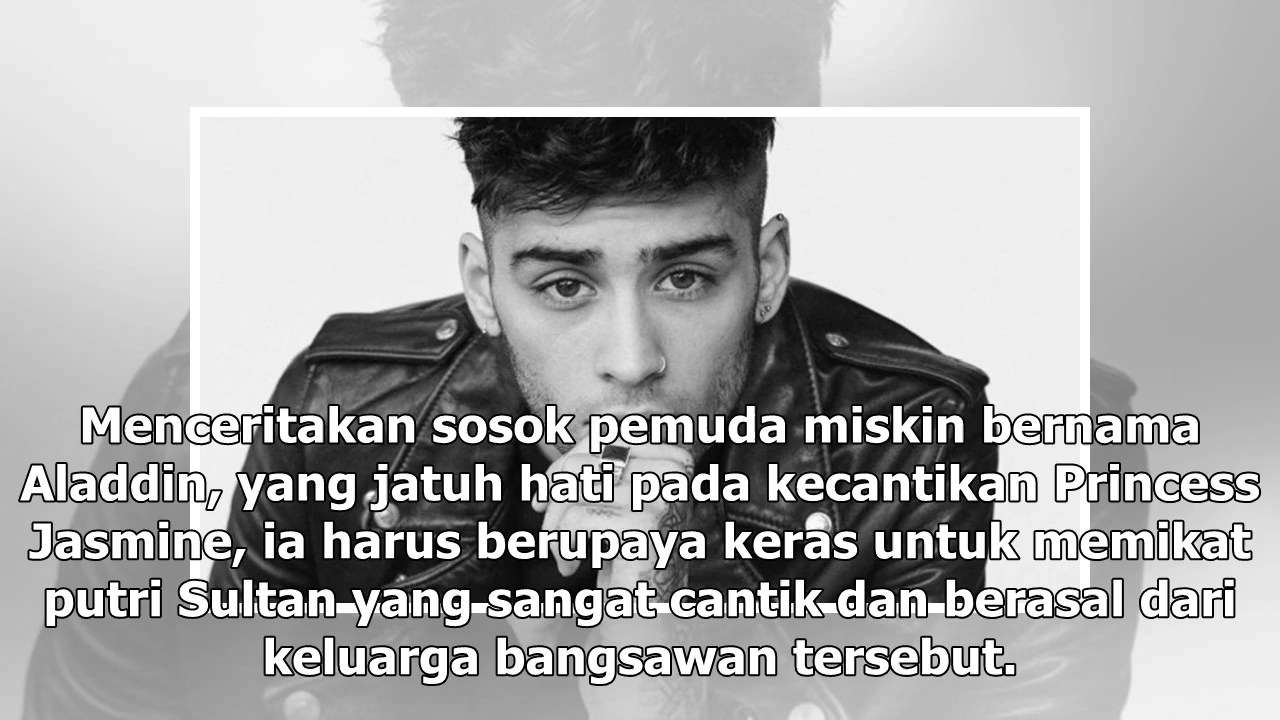 Menceritakan sosok pemuda miskin bernama
Aladdin, yang jatuh hati pada kecantikan Princess
Jasmine, ia harus berupaya keras untuk memikat
putri Sultan yang sangat cantik dan berasal dari
keluarga bangsawan tersebut.